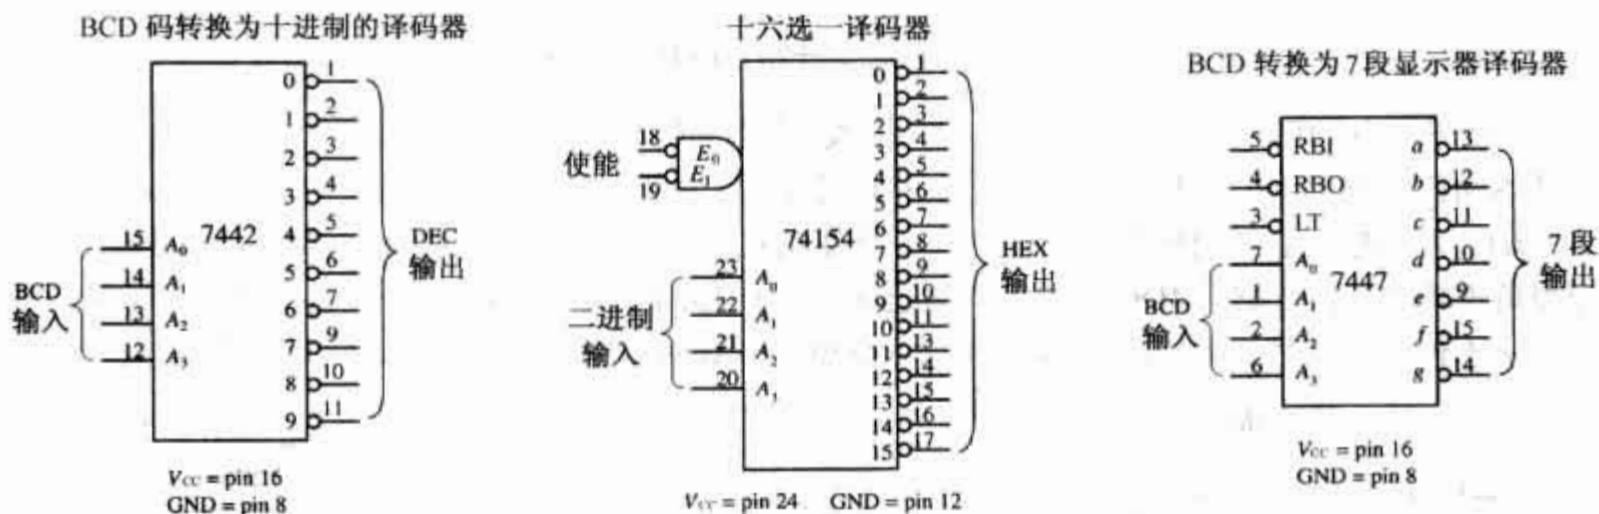 BCD 码转换为十进制的译码器
0 1
1 2
2 3
3 4
4 5
5 6
6 7
7 9
8 10
9 11
15 A₀
14 A₁
13 A₂
12 A₃
7442
BCD
输入
DEC
输出
Vcc = pin 16
GND = pin 8
十六选一译码器
使能
18 E₀
19 E₁
0 1
1 2
2 3
3 4
4 5
5 6
6 7
7 8
8 9
9 10
10 11
11 13
12 14
13 15
14 16
15 17
74154
23 A₀
22 A₁
21 A₂
20 A₃
二进制
输入
HEX
输出
Vcc = pin 24 GND = pin 12
BCD 转换为 7 段显示器译码器
5 RBI
4 RBO
3 LT
7 A₀
1 A₁
2 A₂
6 A₃
7447
a 13
b 12
c 11
d 10
e 9
f 15
g 14
BCD
输入
7 段
输出
Vcc = pin 16
GND = pin 8